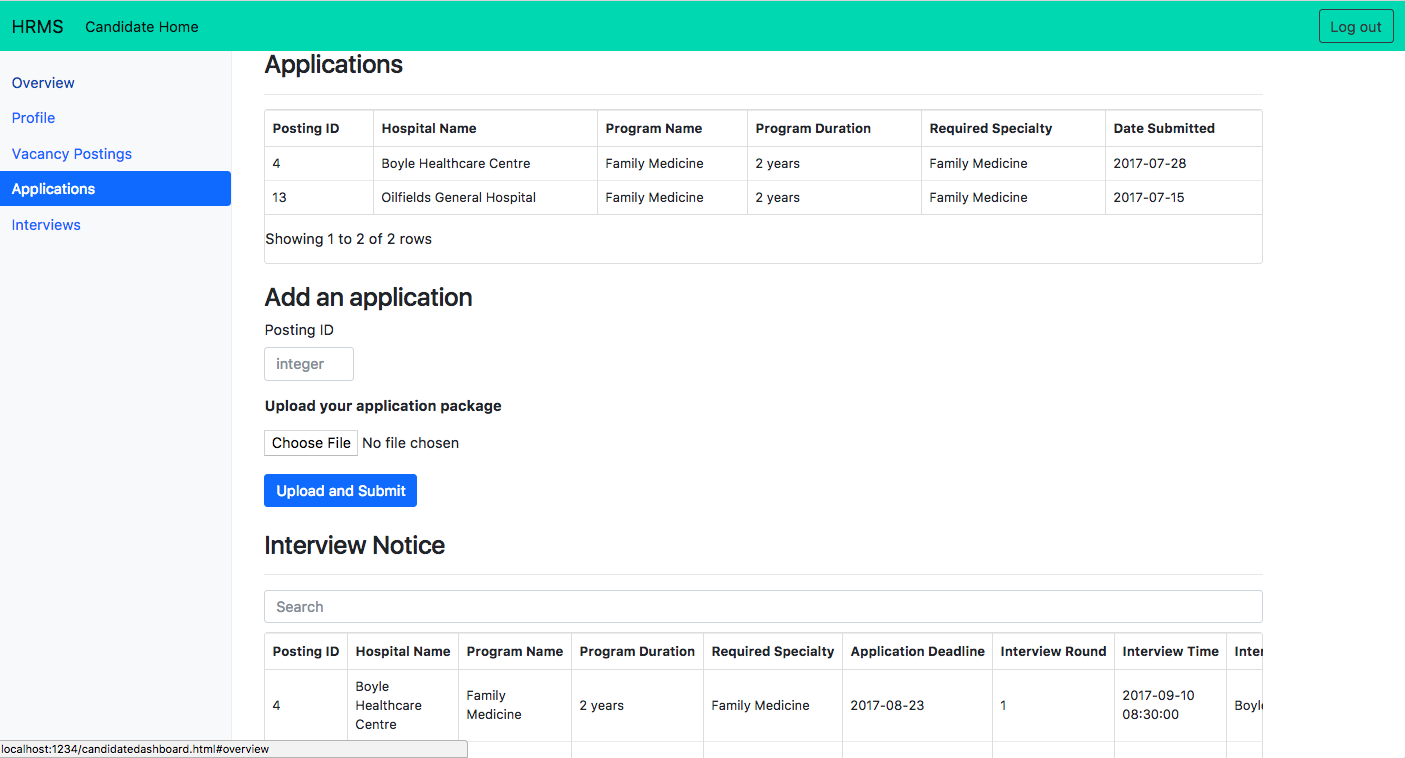 HRMS Candidate Home Log out
Overview
Profile
Vacancy Postings
Applications
Interviews
Applications
Posting ID Hospital Name Program Name Program Duration Required Specialty Date Submitted
4 Boyle Healthcare Centre Family Medicine 2 years Family Medicine 2017-07-28
13 Oilfields General Hospital Family Medicine 2 years Family Medicine 2017-07-15
Showing 1 to 2 of 2 rows
Add an application
Posting ID
integer
Upload your application package
Choose File No file chosen
Upload and Submit
Interview Notice
Search
Posting ID Hospital Name Program Name Program Duration Required Specialty Application Deadline Interview Round Interview Time
4 Boyle Healthcare Centre Family Medicine 2 years Family Medicine 2017-08-23 1 2017-09-10 08:30:00
localhost:1234/candidatedashboard.html#overview